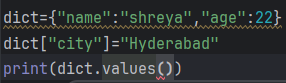 dict={"name":"shreya","age":22}
dict["city"]="Hyderabad"
print(dict.values())